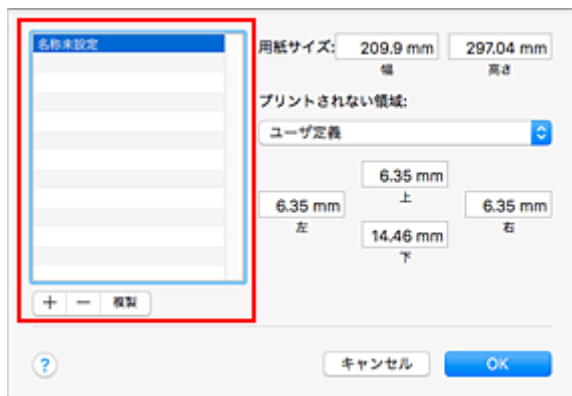 名称未設定
用紙サイズ: 209.9 mm 297.04 mm
幅 高さ
プリントされない領域:
ユーザ定義
6.35 mm
上
6.35 mm 6.35 mm
左 右
14.46 mm
下
+ − 複製
? キャンセル OK